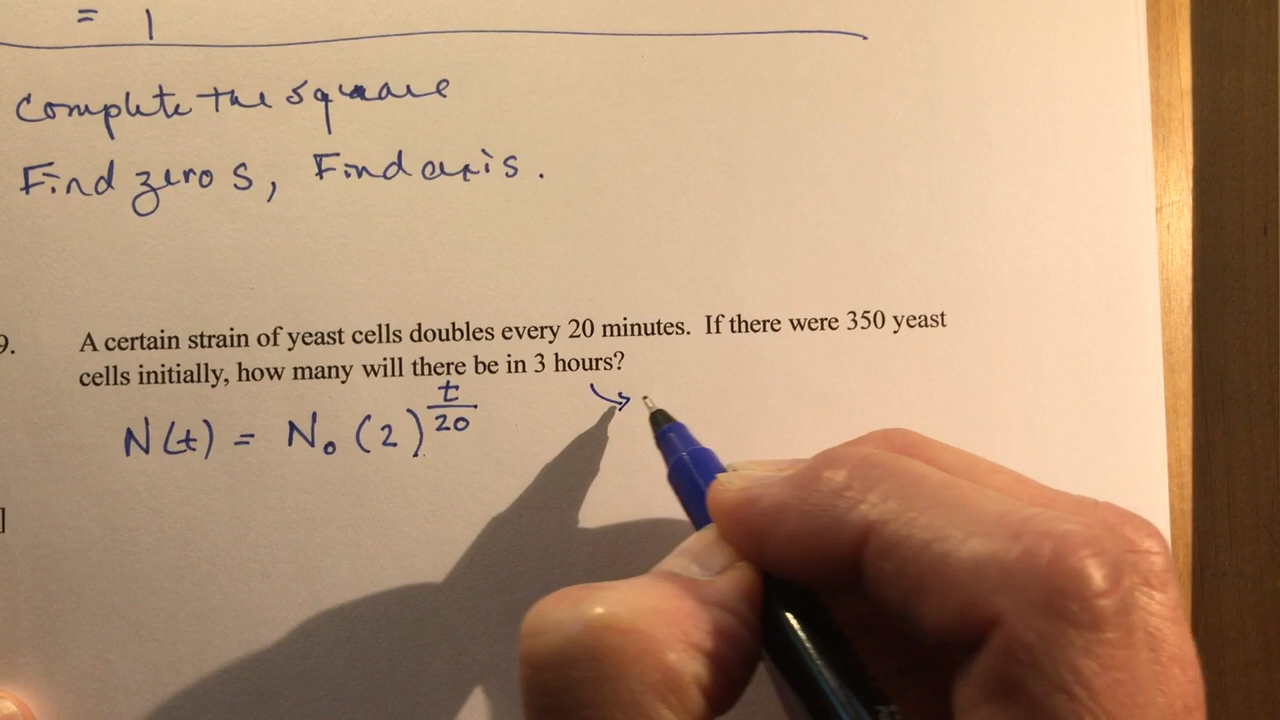 = 1
Complete the square
Find zeros, Find axis.
9. A certain strain of yeast cells doubles every 20 minutes. If there were 350 yeast
cells initially, how many will there be in 3 hours?
N(t) = N₀ (2)^(t/20) →
]